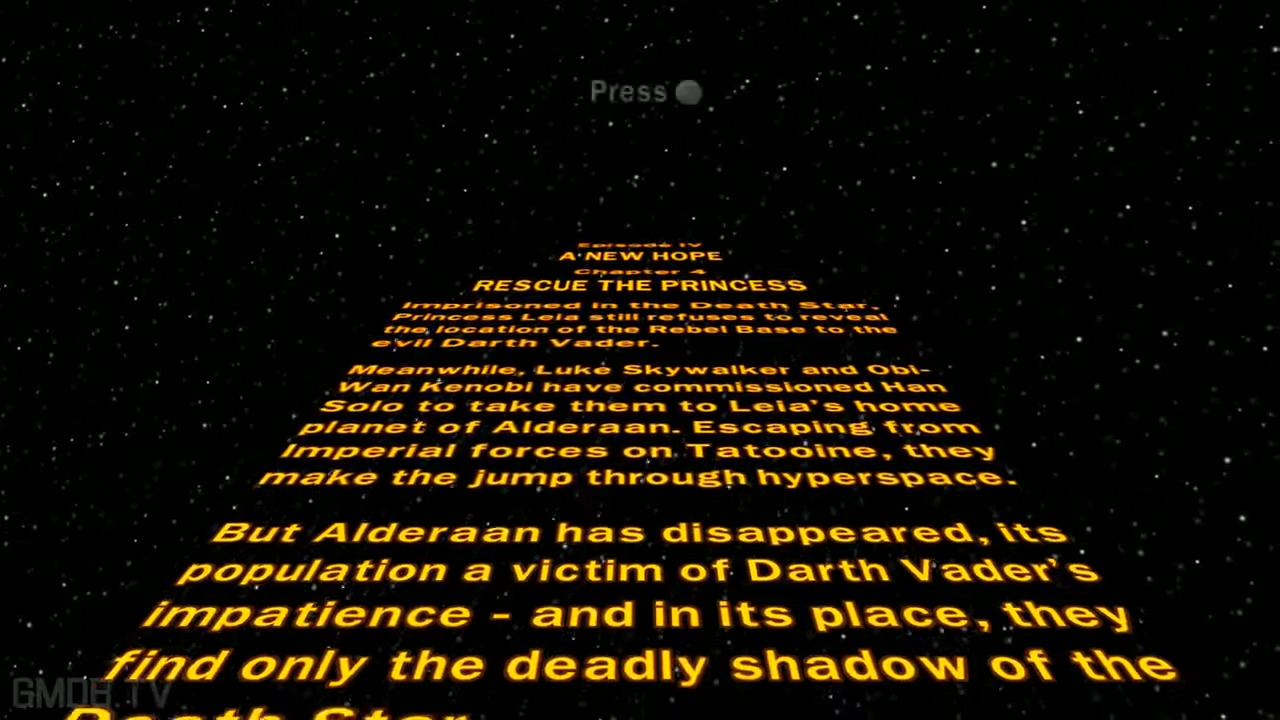 Press
Episode IV
A NEW HOPE
Chapter 4
RESCUE THE PRINCESS
Imprisoned in the Death Star,
Princess Leia still refuses to reveal
the location of the Rebel Base to the
evil Darth Vader.
Meanwhile, Luke Skywalker and Obi-
Wan Kenobi have commissioned Han
Solo to take them to Leia's home
planet of Alderaan. Escaping from
Imperial forces on Tatooine, they
make the jump through hyperspace.
But Alderaan has disappeared, its
population a victim of Darth Vader's
impatience - and in its place, they
find only the deadly shadow of the
Death Star
GMDB.TV